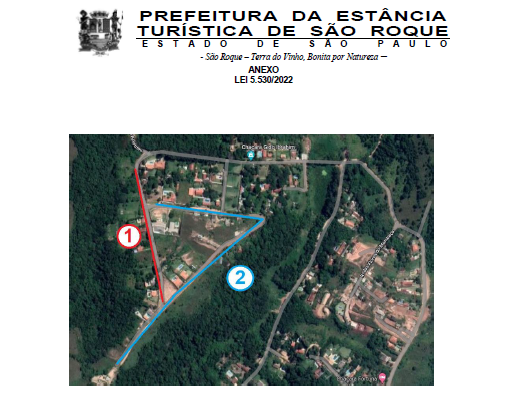 PREFEITURA DA ESTÂNCIA
TURÍSTICA DE SÃO ROQUE
ESTADO DE SÃO PAULO
- São Roque – Terra do Vinho, Bonita por Natureza –
ANEXO
LEI 5.530/2022
1
2